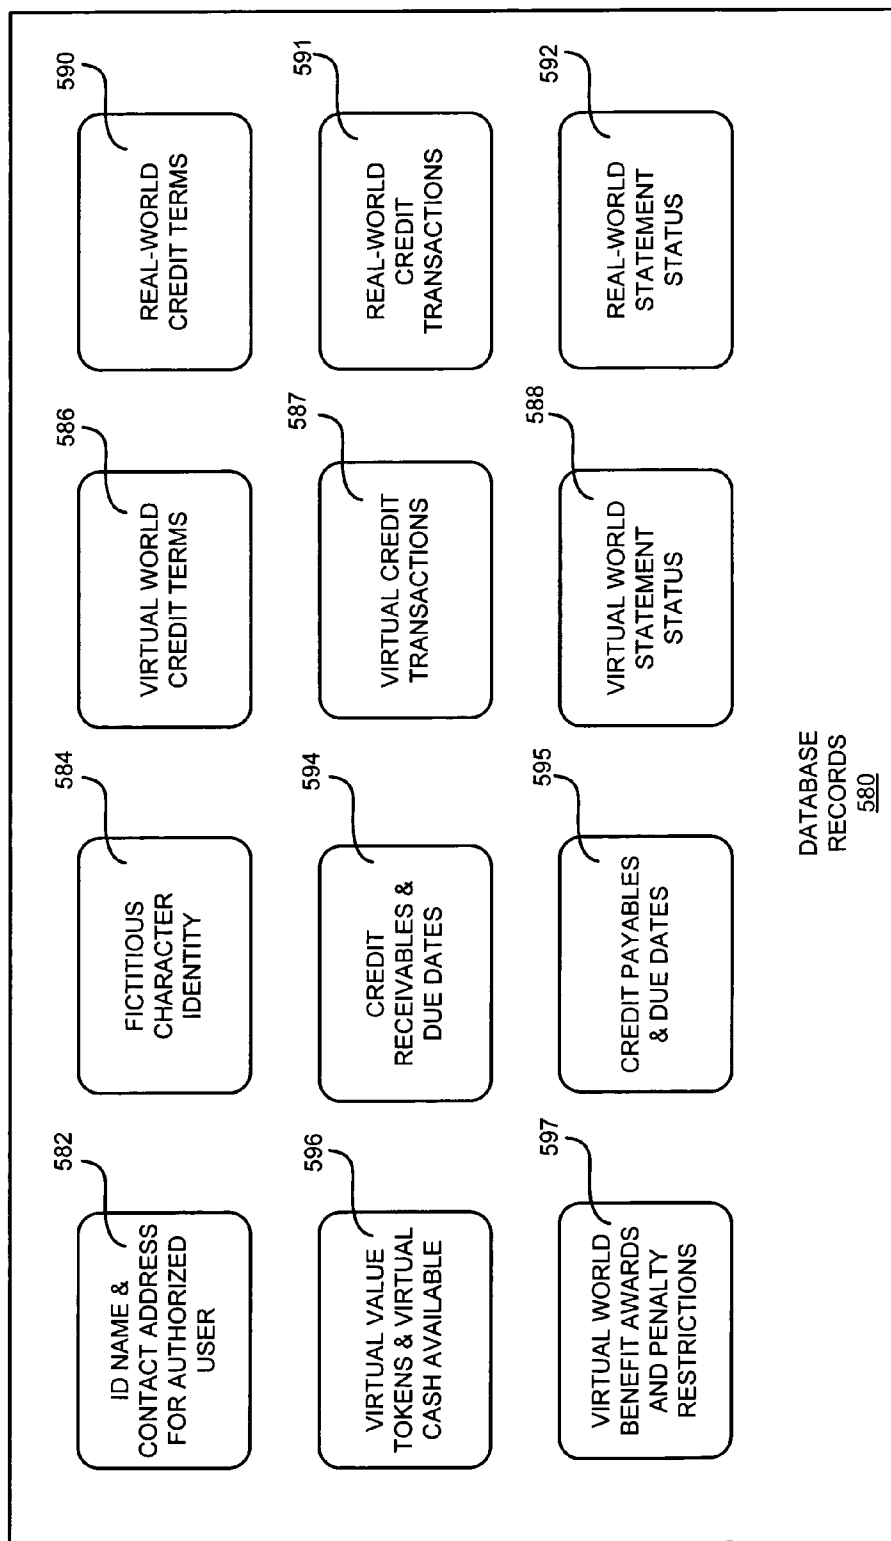 582
ID NAME &
CONTACT ADDRESS
FOR AUTHORIZED
USER
584
FICTITIOUS
CHARACTER
IDENTITY
586
VIRTUAL WORLD
CREDIT TERMS
590
REAL-WORLD
CREDIT TERMS
596
VIRTUAL VALUE
TOKENS & VIRTUAL
CASH AVAILABLE
594
CREDIT
RECEIVABLES &
DUE DATES
587
VIRTUAL CREDIT
TRANSACTIONS
591
REAL-WORLD
CREDIT
TRANSACTIONS
597
VIRTUAL WORLD
BENEFIT AWARDS
AND PENALTY
RESTRICTIONS
595
CREDIT PAYABLES
& DUE DATES
588
VIRTUAL WORLD
STATEMENT
STATUS
592
REAL-WORLD
STATEMENT
STATUS
DATABASE
RECORDS
580